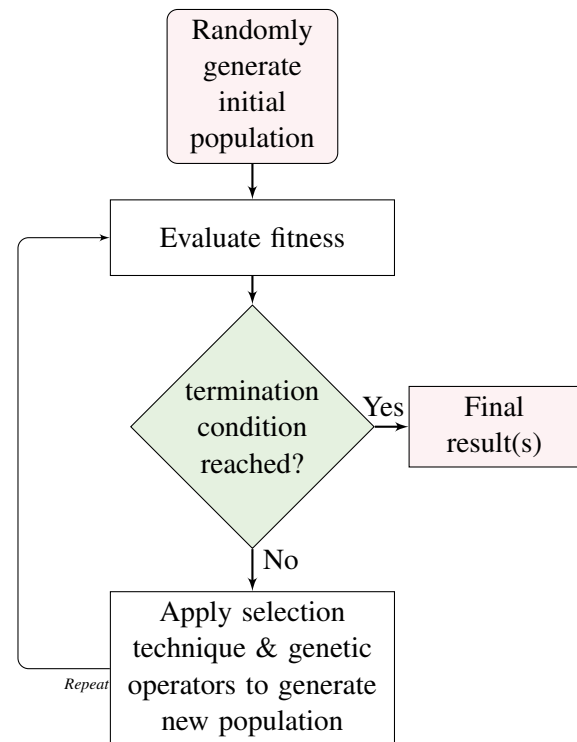 Randomly
generate
initial
population
Evaluate fitness
termination
condition
reached?
Yes
Final
result(s)
No
Apply selection
technique & genetic
operators to generate
new population
Repeat